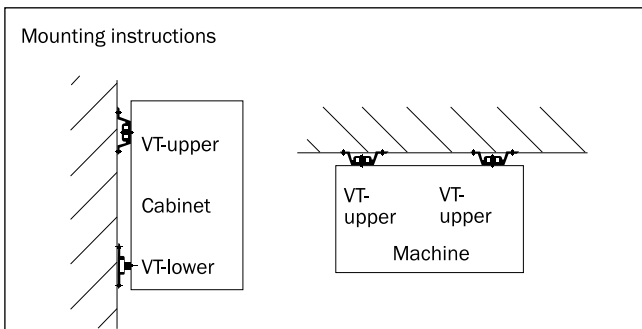 Mounting instructions
VT-upper
Cabinet
VT-lower
VT-
upper
VT-
upper
Machine